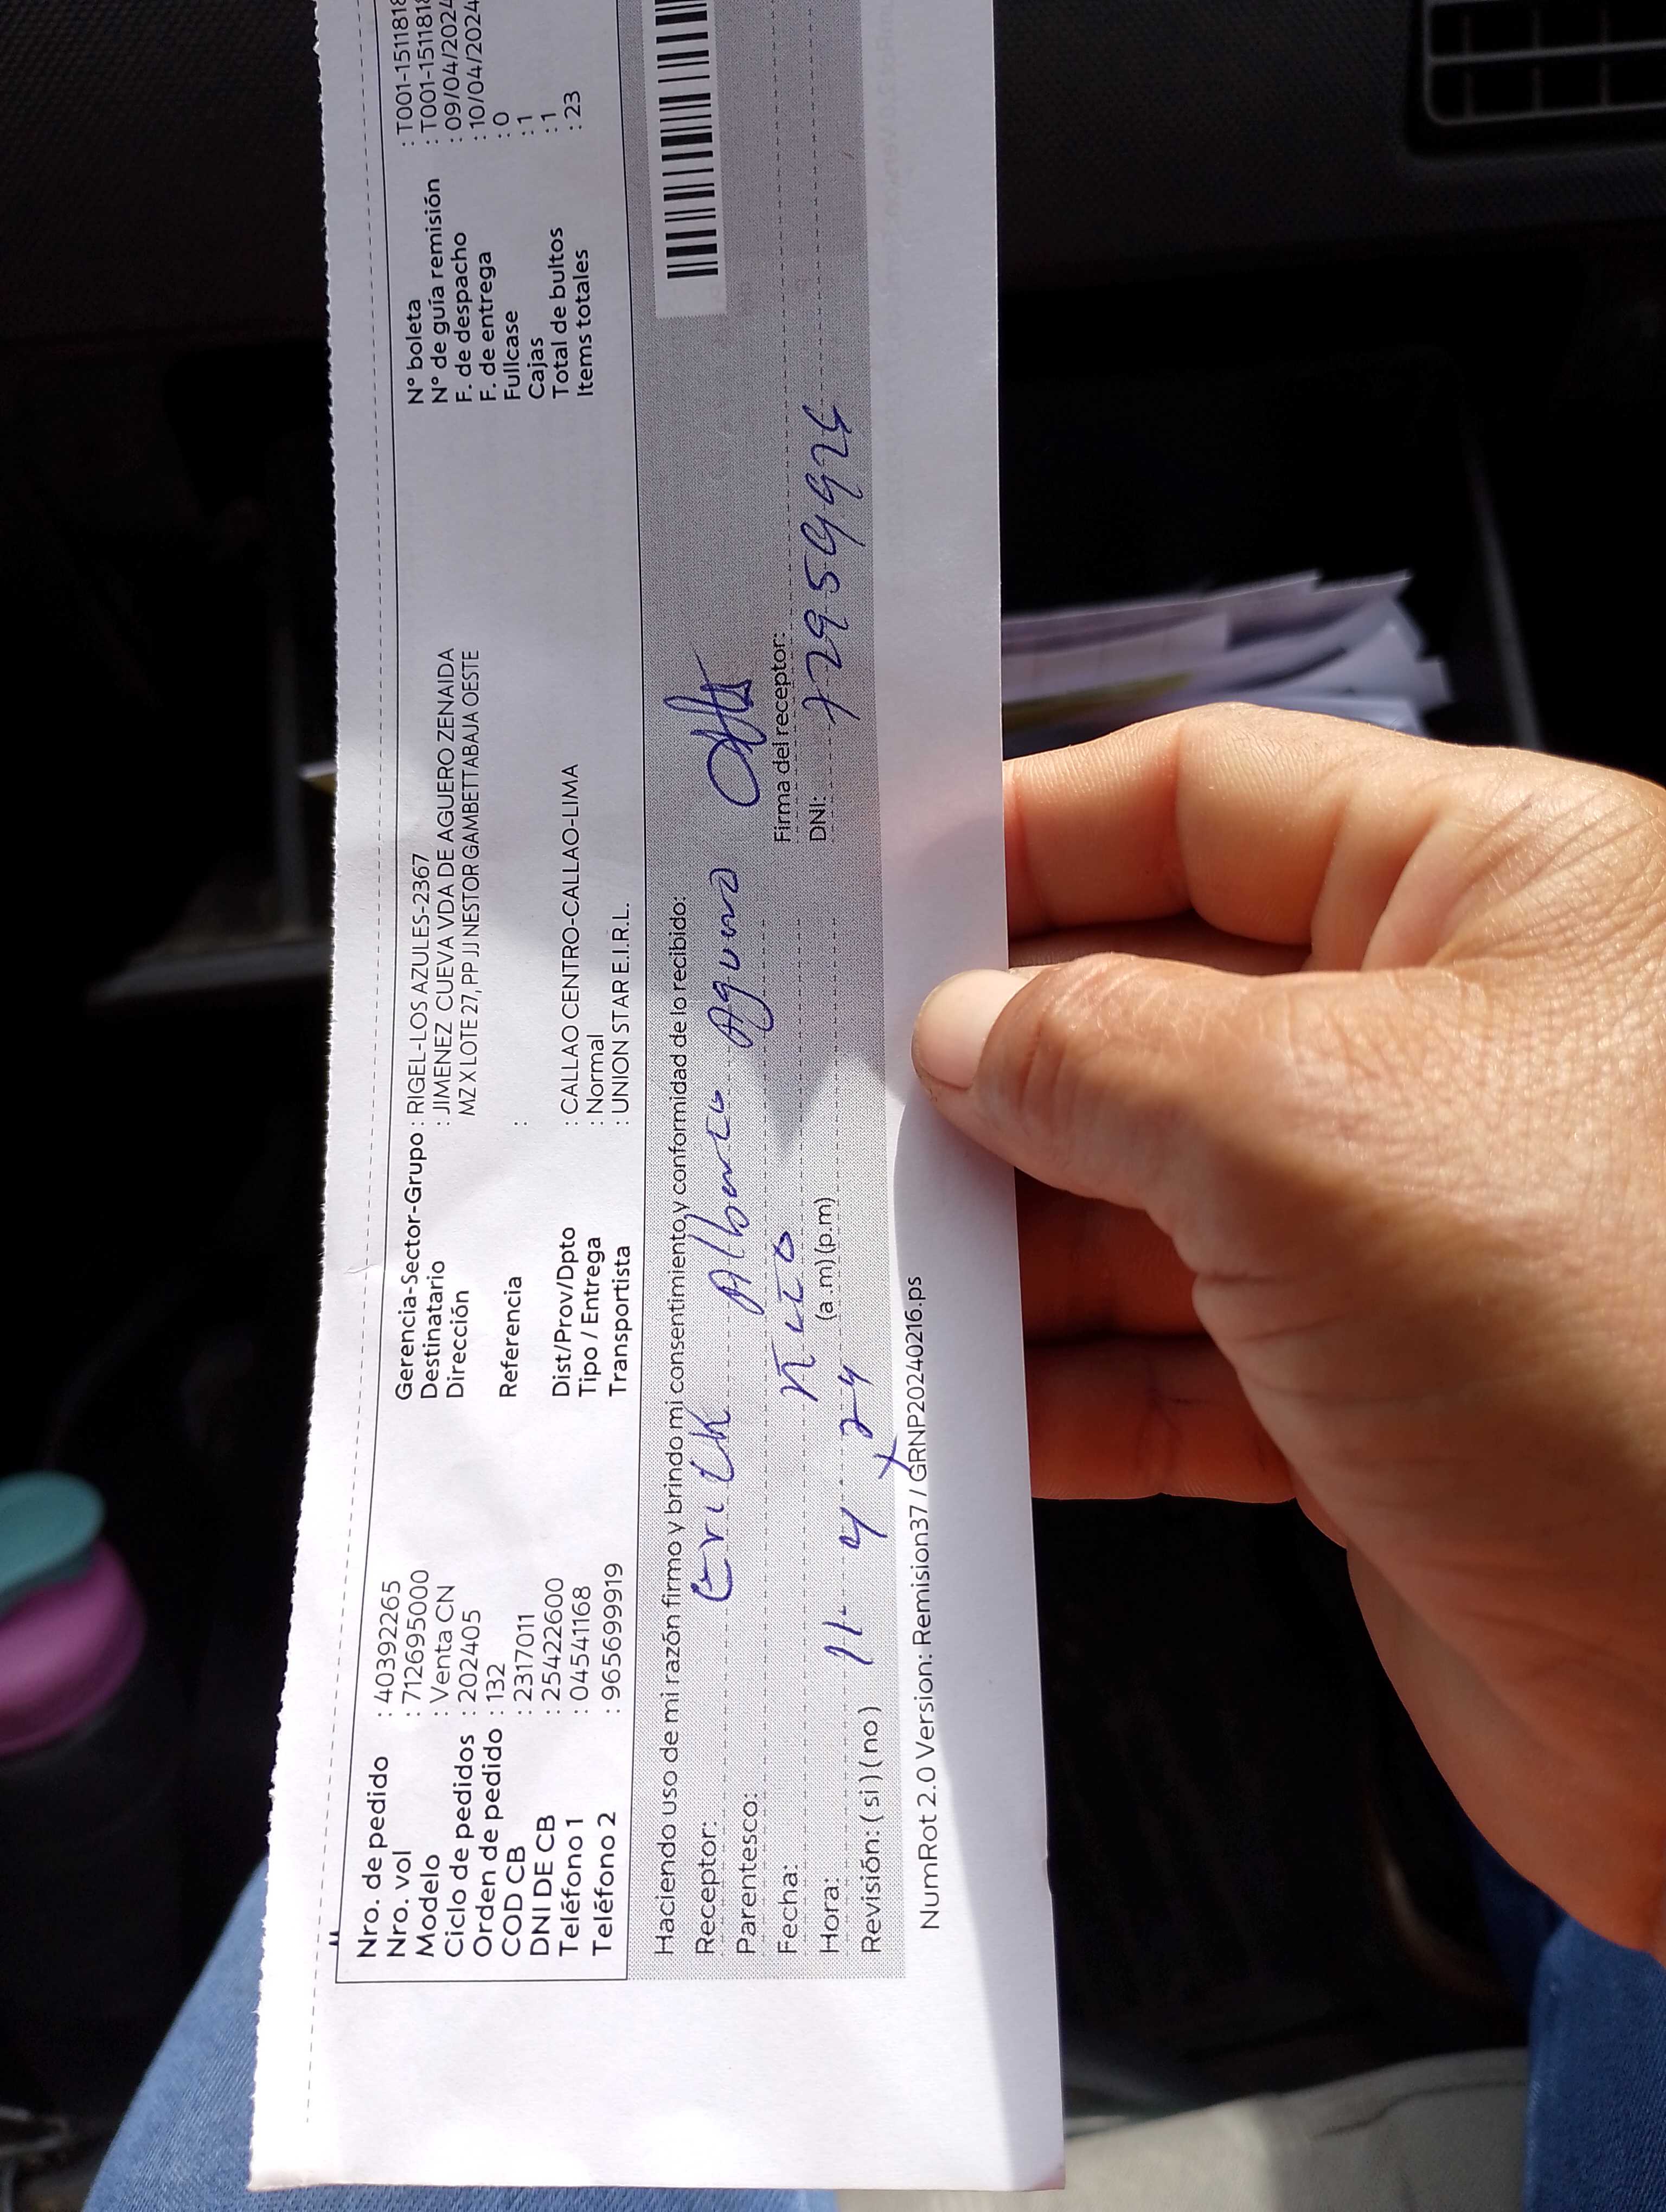 Nro. de pedido : 40392265
Nro. vol : 712695000
Modelo : Venta CN
Ciclo de pedidos : 202405
Orden de pedido : 132
COD CB : 2317011
DNI DE CB : 25422600
Teléfono 1 : 04541168
Teléfono 2 : 965699919
Gerencia-Sector-Grupo : RIGEL-LOS AZULES-2367
Destinatario : JIMENEZ CUEVA VDA DE AGUERO ZENAIDA
Dirección MZ X LOTE 27, PP JJ NESTOR GAMBETTABAJA OESTE
Referencia :
Dist/Prov/Dpto : CALLAO CENTRO-CALLAO-LIMA
Tipo / Entrega : Normal
Transportista : UNION STAR E.I.R.L.
N° boleta : T001-151181
N° de guía remisión : T001-151181
F. de despacho : 09/04/2024
F. de entrega : 10/04/2024
Fullcase : 0
Cajas : 1
Total de bultos : 1
Items totales : 23
Haciendo uso de mi razón firmo y brindo mi consentimiento y conformidad de lo recibido:
Receptor: Erick Alberto Aguero
Parentesco:
Fecha: 11- 4 24
Hora: (a.m) (p.m)
Revisión: ( si ) ( no )
Firma del receptor:
DNI: 72959924
NumRot 2.0 Version: Remision37 / GRNP20240216.ps